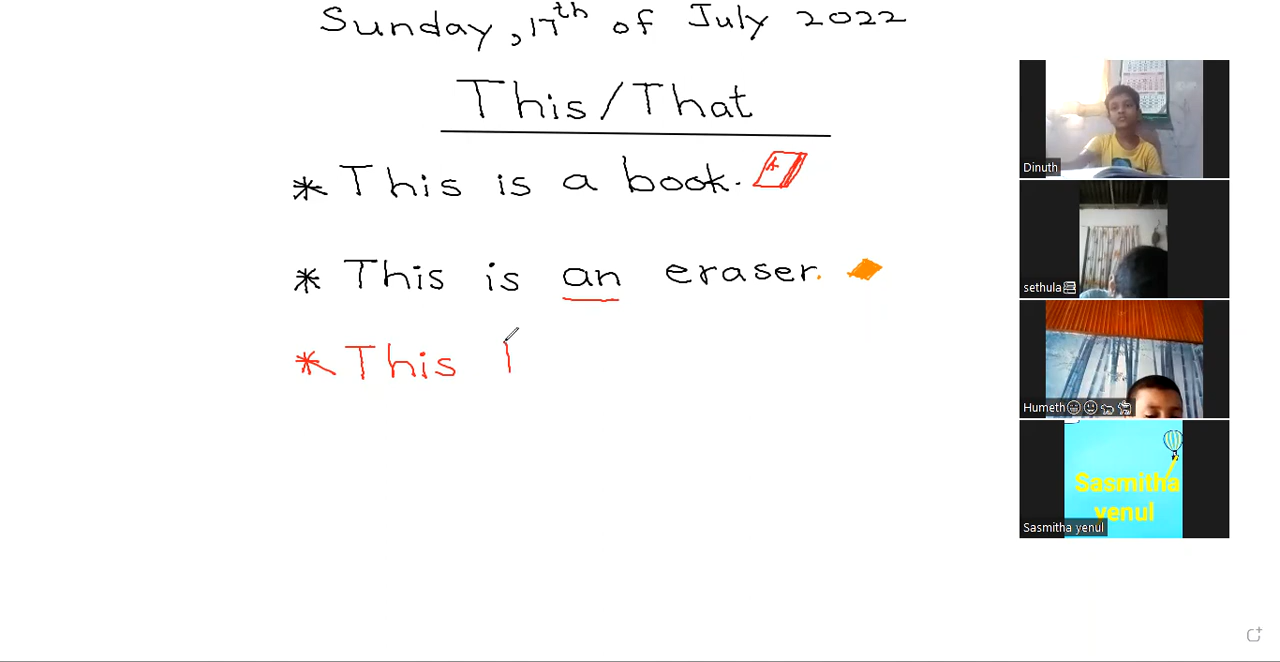 Sunday, 17th of July 2022
This/That
* This is a book.
* This is an eraser.
* This I
Dinuth
sethula
Humeth
Sasmitha
yenul
Sasmitha yenul